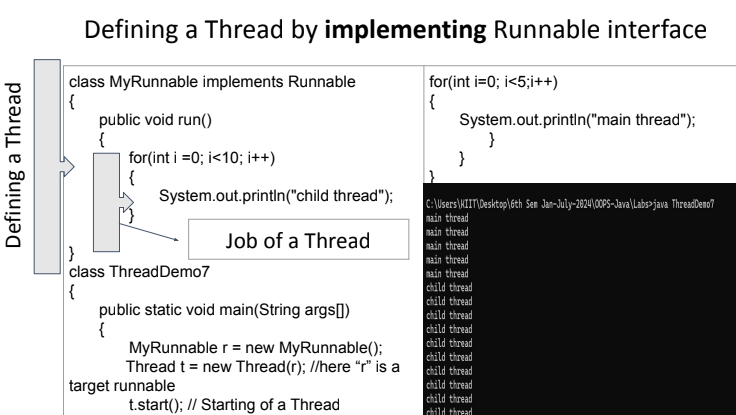 Defining a Thread by implementing Runnable interface
Defining a Thread
class MyRunnable implements Runnable
{
public void run()
{
for(int i =0; i<10; i++)
{
System.out.println("child thread");
}
Job of a Thread
}
class ThreadDemo7
{
public static void main(String args[])
{
MyRunnable r = new MyRunnable();
Thread t = new Thread(r); //here “r” is a
target runnable
t.start(); // Starting of a Thread
for(int i=0; i<5;i++)
{
System.out.println("main thread");
}
}
}
C:\Users\KIIT\Desktop\6th Sem Jan-July-2024\OOPS-Java\Labs>java ThreadDemo7
main thread
main thread
main thread
main thread
main thread
child thread
child thread
child thread
child thread
child thread
child thread
child thread
child thread
child thread
child thread